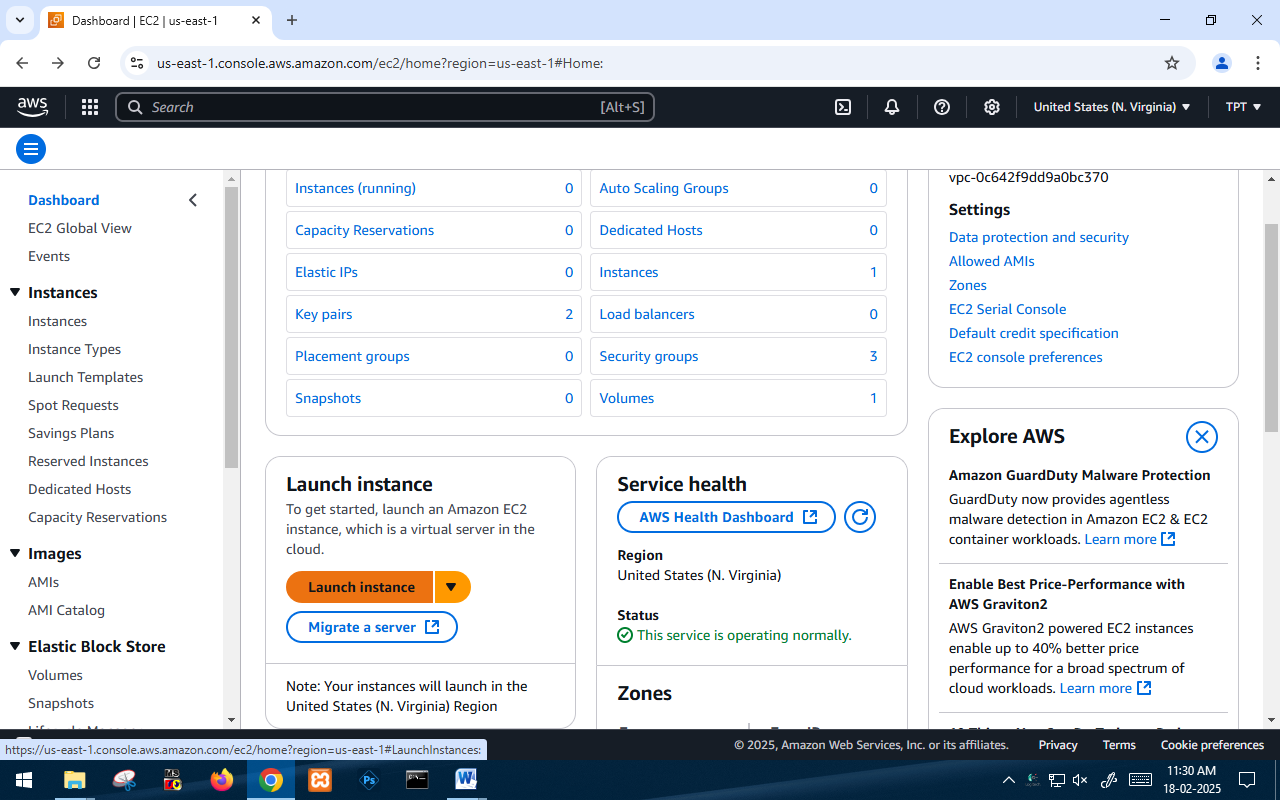 Dashboard | EC2 | us-east-1
us-east-1.console.aws.amazon.com/ec2/home?region=us-east-1#Home:
aws
Search
[Alt+S]
United States (N. Virginia)
TPT
Dashboard
EC2 Global View
Events
Instances
Instances
Instance Types
Launch Templates
Spot Requests
Savings Plans
Reserved Instances
Dedicated Hosts
Capacity Reservations
Images
AMIs
AMI Catalog
Elastic Block Store
Volumes
Snapshots
Instances (running) 0
Auto Scaling Groups 0
Capacity Reservations 0
Dedicated Hosts 0
Elastic IPs 0
Instances 1
Key pairs 2
Load balancers 0
Placement groups 0
Security groups 3
Snapshots 0
Volumes 1
Launch instance
To get started, launch an Amazon EC2
instance, which is a virtual server in the
cloud.
Launch instance
Migrate a server
Note: Your instances will launch in the
United States (N. Virginia) Region
Service health
AWS Health Dashboard
Region
United States (N. Virginia)
Status
This service is operating normally.
Zones
vpc-0c642f9dd9a0bc370
Settings
Data protection and security
Allowed AMIs
Zones
EC2 Serial Console
Default credit specification
EC2 console preferences
Explore AWS
Amazon GuardDuty Malware Protection
GuardDuty now provides agentless
malware detection in Amazon EC2 & EC2
container workloads. Learn more
Enable Best Price-Performance with
AWS Graviton2
AWS Graviton2 powered EC2 instances
enable up to 40% better price
performance for a broad spectrum of
cloud workloads. Learn more
https://us-east-1.console.aws.amazon.com/ec2/home?region=us-east-1#LaunchInstances:
© 2025, Amazon Web Services, Inc. or its affiliates.
Privacy
Terms
Cookie preferences
Ps
W
11:30 AM
18-02-2025